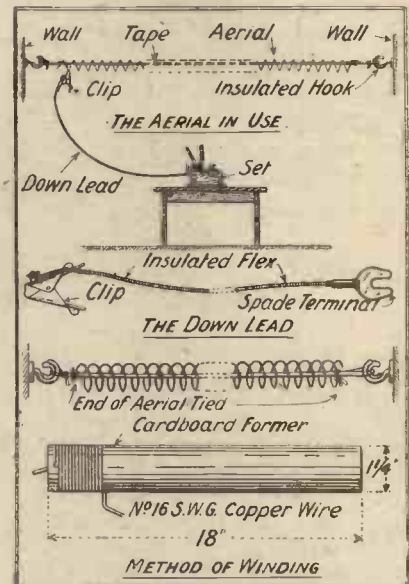 Wall Tape Aerial Wall
Clip Insulated Hook
THE AERIAL IN USE
Down Lead Set
Insulated Flex
Clip Spade Terminal
THE DOWN LEAD
End of Aerial Tied
Cardboard Former
1¼"
Nº16 S.W.G. Copper Wire
18"
METHOD OF WINDING